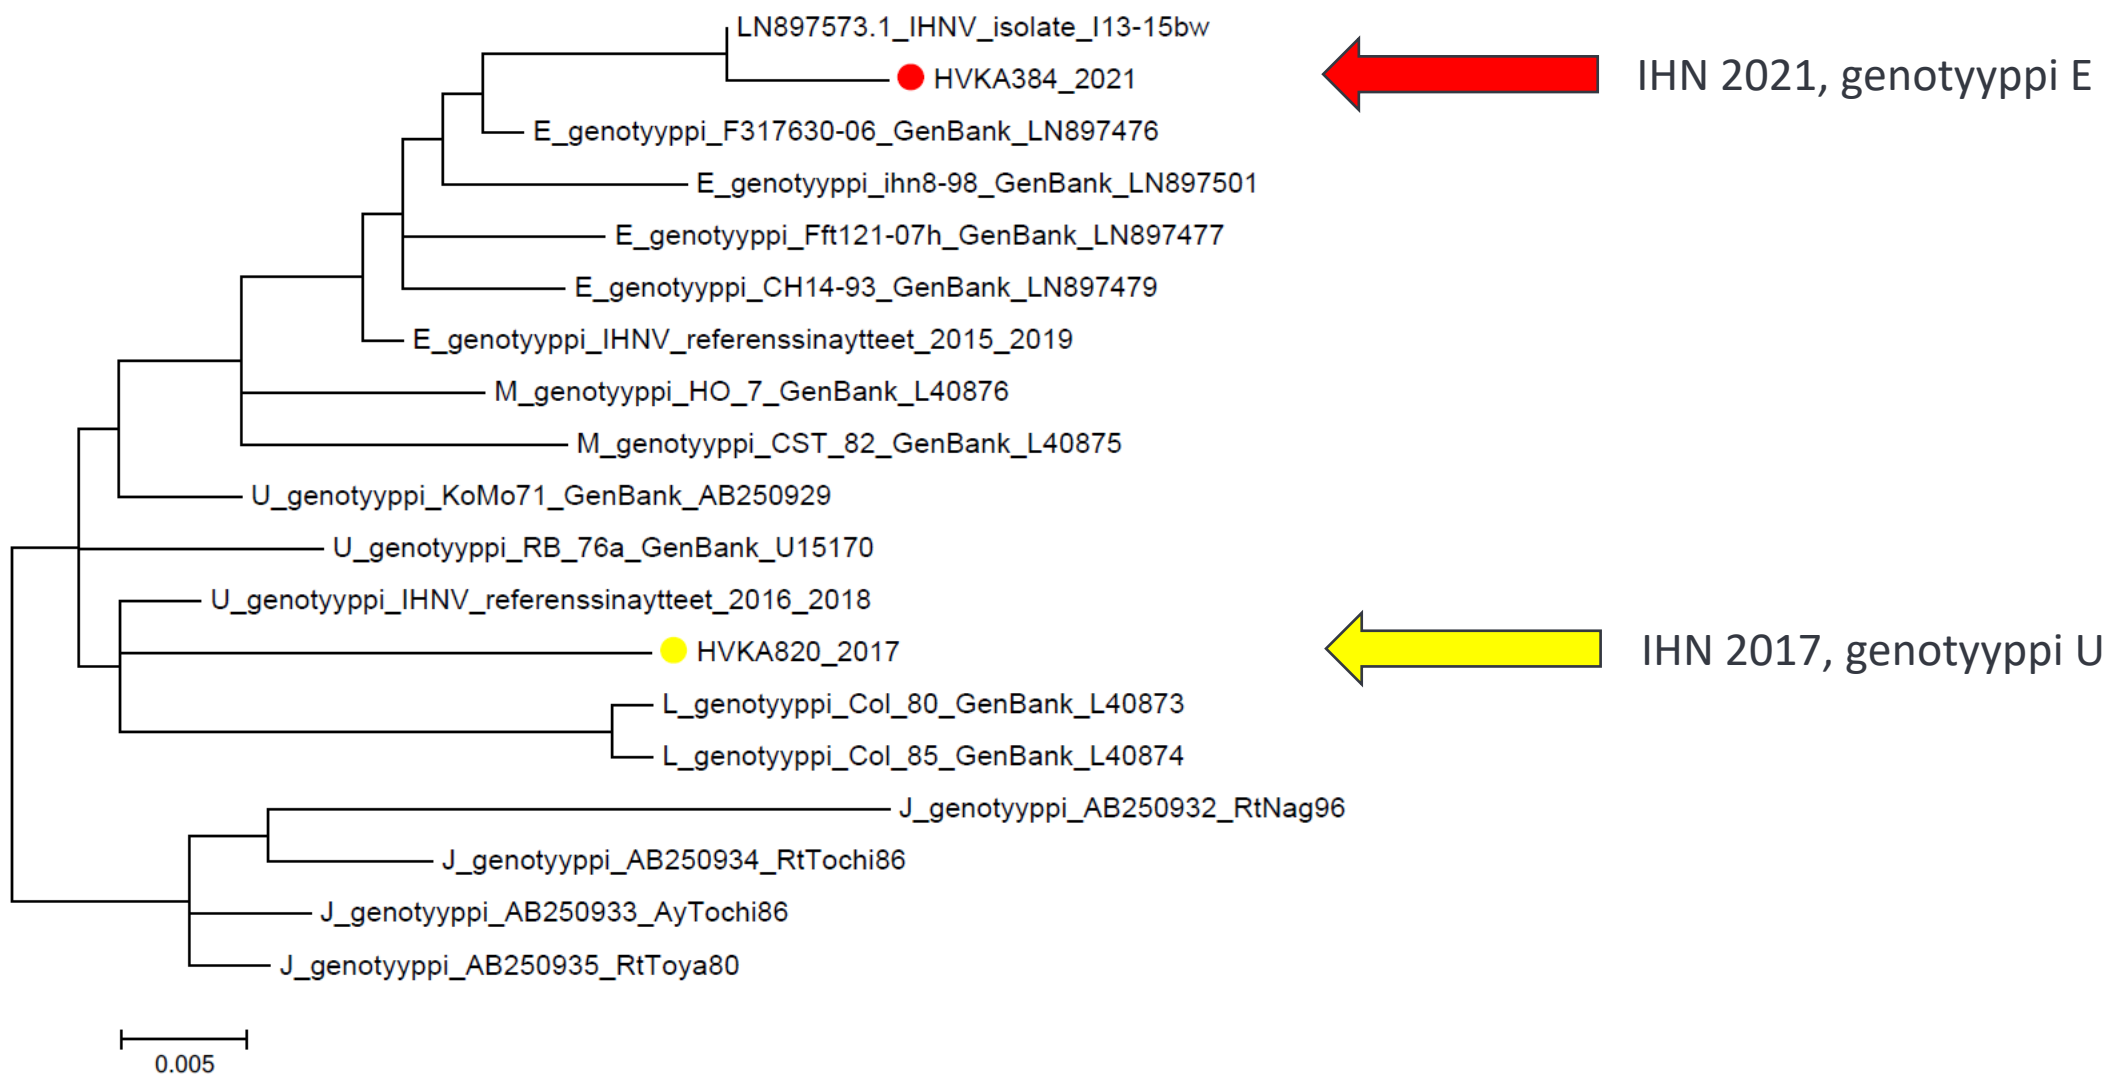 LN897573.1_IHNV_isolate_I13-15bw
HVKA384_2021
IHN 2021, genotyyppi E
E_genotyyppi_F317630-06_GenBank_LN897476
E_genotyyppi_ihn8-98_GenBank_LN897501
E_genotyyppi_Fft121-07h_GenBank_LN897477
E_genotyyppi_CH14-93_GenBank_LN897479
E_genotyyppi_IHNV_referenssinaytteet_2015_2019
M_genotyyppi_HO_7_GenBank_L40876
M_genotyyppi_CST_82_GenBank_L40875
U_genotyyppi_KoMo71_GenBank_AB250929
U_genotyyppi_RB_76a_GenBank_U15170
U_genotyyppi_IHNV_referenssinaytteet_2016_2018
HVKA820_2017
IHN 2017, genotyyppi U
L_genotyyppi_Col_80_GenBank_L40873
L_genotyyppi_Col_85_GenBank_L40874
J_genotyyppi_AB250932_RtNag96
J_genotyyppi_AB250934_RtTochi86
J_genotyyppi_AB250933_AyTochi86
J_genotyyppi_AB250935_RtToya80
0.005